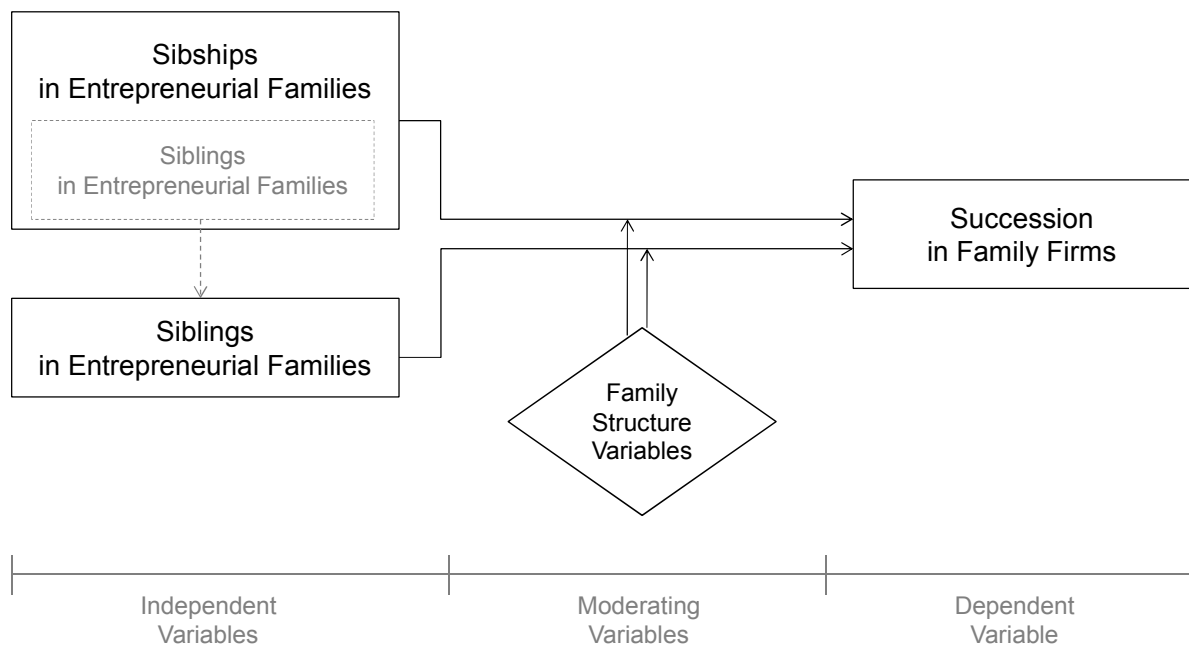 Sibships
in Entrepreneurial Families
Siblings
in Entrepreneurial Families
Siblings
in Entrepreneurial Families
Succession
in Family Firms
Family
Structure
Variables
Independent
Variables
Moderating
Variables
Dependent
Variable